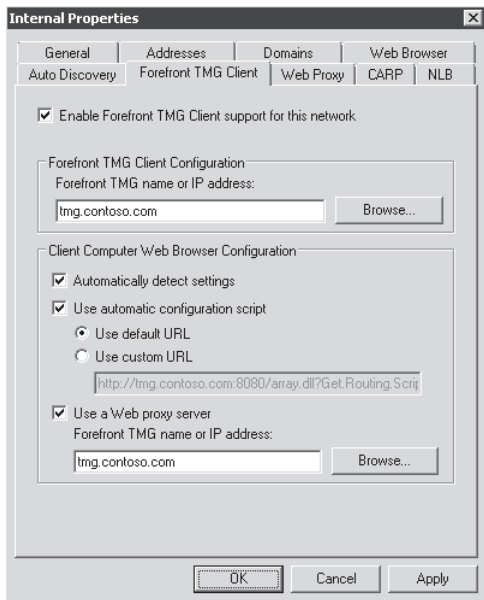 Internal Properties
General Addresses Domains Web Browser
Auto Discovery Forefront TMG Client Web Proxy CARP NLB
Enable Forefront TMG Client support for this network
Forefront TMG Client Configuration
Forefront TMG name or IP address:
tmg.contoso.com Browse...
Client Computer Web Browser Configuration
Automatically detect settings
Use automatic configuration script
Use default URL
Use custom URL
http://tmg.contoso.com:8080/array.dll?Get.Routing.Scrip
Use a Web proxy server
Forefront TMG name or IP address:
tmg.contoso.com Browse...
OK Cancel Apply